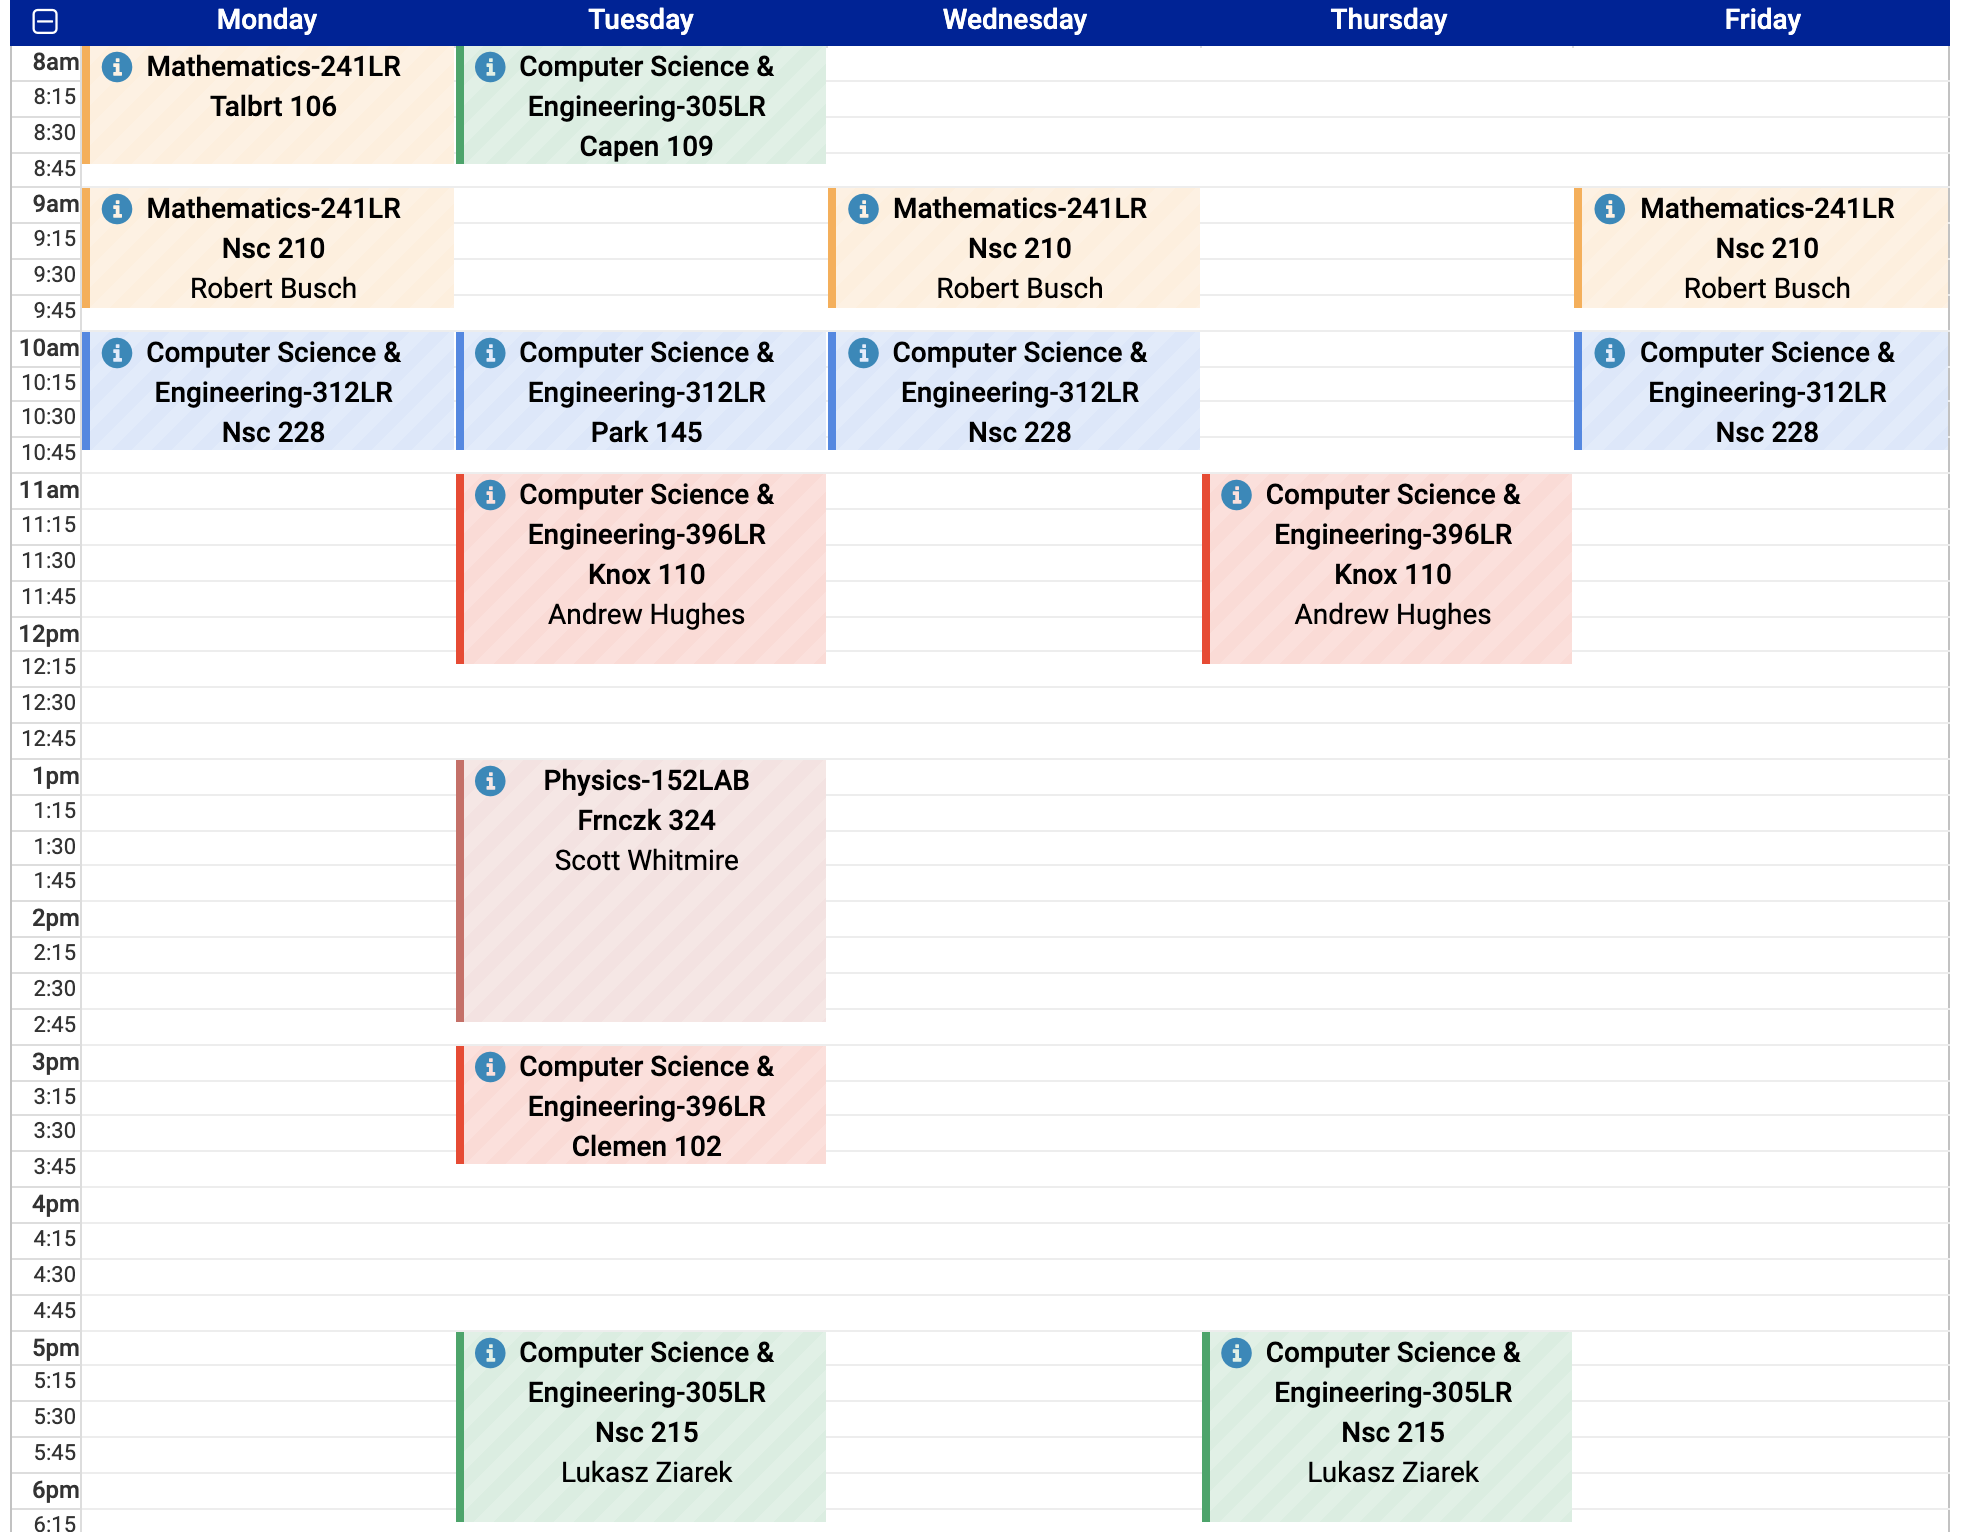 Monday Tuesday Wednesday Thursday Friday
8am
8:15
8:30
8:45
9am
9:15
9:30
9:45
10am
10:15
10:30
10:45
11am
11:15
11:30
11:45
12pm
12:15
12:30
12:45
1pm
1:15
1:30
1:45
2pm
2:15
2:30
2:45
3pm
3:15
3:30
3:45
4pm
4:15
4:30
4:45
5pm
5:15
5:30
5:45
6pm
6:15
Mathematics-241LR
Talbrt 106
Mathematics-241LR
Nsc 210
Robert Busch
Computer Science &
Engineering-312LR
Nsc 228
Computer Science &
Engineering-305LR
Capen 109
Computer Science &
Engineering-312LR
Park 145
Computer Science &
Engineering-396LR
Knox 110
Andrew Hughes
Physics-152LAB
Frnczk 324
Scott Whitmire
Computer Science &
Engineering-396LR
Clemen 102
Computer Science &
Engineering-305LR
Nsc 215
Lukasz Ziarek
Mathematics-241LR
Nsc 210
Robert Busch
Computer Science &
Engineering-312LR
Nsc 228
Computer Science &
Engineering-396LR
Knox 110
Andrew Hughes
Computer Science &
Engineering-305LR
Nsc 215
Lukasz Ziarek
Mathematics-241LR
Nsc 210
Robert Busch
Computer Science &
Engineering-312LR
Nsc 228